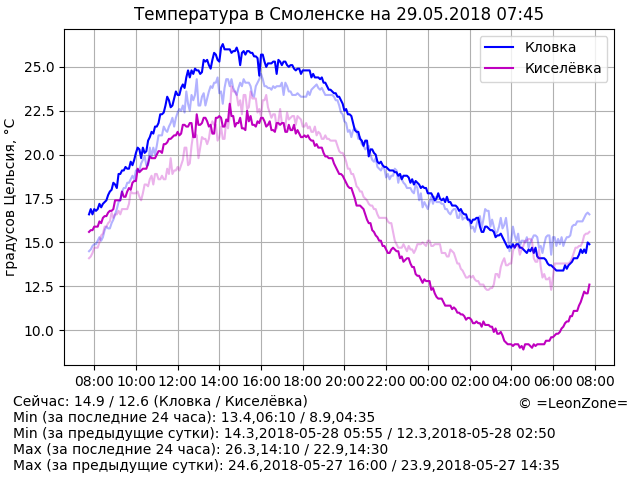 Температура в Смоленске на 29.05.2018 07:45
градусов Цельсия, °C
25.0
22.5
20.0
17.5
15.0
12.5
10.0
Кловка
Киселёвка
08:00 10:00 12:00 14:00 16:00 18:00 20:00 22:00 00:00 02:00 04:00 06:00 08:00
Сейчас: 14.9 / 12.6 (Кловка / Киселёвка)
© =LeonZone=
Min (за последние 24 часа): 13.4,06:10 / 8.9,04:35
Min (за предыдущие сутки): 14.3,2018-05-28 05:55 / 12.3,2018-05-28 02:50
Max (за последние 24 часа): 26.3,14:10 / 22.9,14:30
Max (за предыдущие сутки): 24.6,2018-05-27 16:00 / 23.9,2018-05-27 14:35